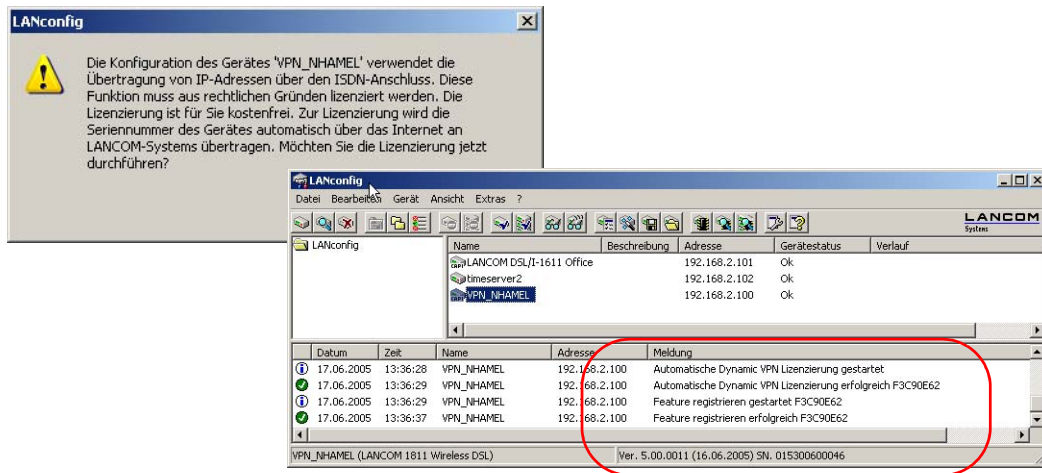 LANconfig
Die Konfiguration des Gerätes 'VPN_NHAMEL' verwendet die
Übertragung von IP-Adressen über den ISDN-Anschluss. Diese
Funktion muss aus rechtlichen Gründen lizenziert werden. Die
Lizenzierung ist für Sie kostenfrei. Zur Lizenzierung wird die
Seriennummer des Gerätes automatisch über das Internet an
LANCOM-Systems übertragen. Möchten Sie die Lizenzierung jetzt
durchführen?
LANconfig
Datei Bearbeiten Gerät Ansicht Extras ?
LANCOM
Systems
LANconfig
Name Beschreibung Adresse Gerätestatus Verlauf
LANCOM DSL/I-1611 Office 192.168.2.101 Ok
timeserver2 192.168.2.102 Ok
VPN_NHAMEL 192.168.2.100 Ok
Datum Zeit Name Adresse Meldung
17.06.2005 13:36:28 VPN_NHAMEL 192.168.2.100 Automatische Dynamic VPN Lizenzierung gestartet
17.06.2005 13:36:29 VPN_NHAMEL 192.168.2.100 Automatische Dynamic VPN Lizenzierung erfolgreich F3C90E62
17.06.2005 13:36:29 VPN_NHAMEL 192.168.2.100 Feature registrieren gestartet F3C90E62
17.06.2005 13:36:37 VPN_NHAMEL 192.168.2.100 Feature registrieren erfolgreich F3C90E62
VPN_NHAMEL (LANCOM 1811 Wireless DSL) Ver. 5.00.0011 (16.06.2005) SN. 015300600046